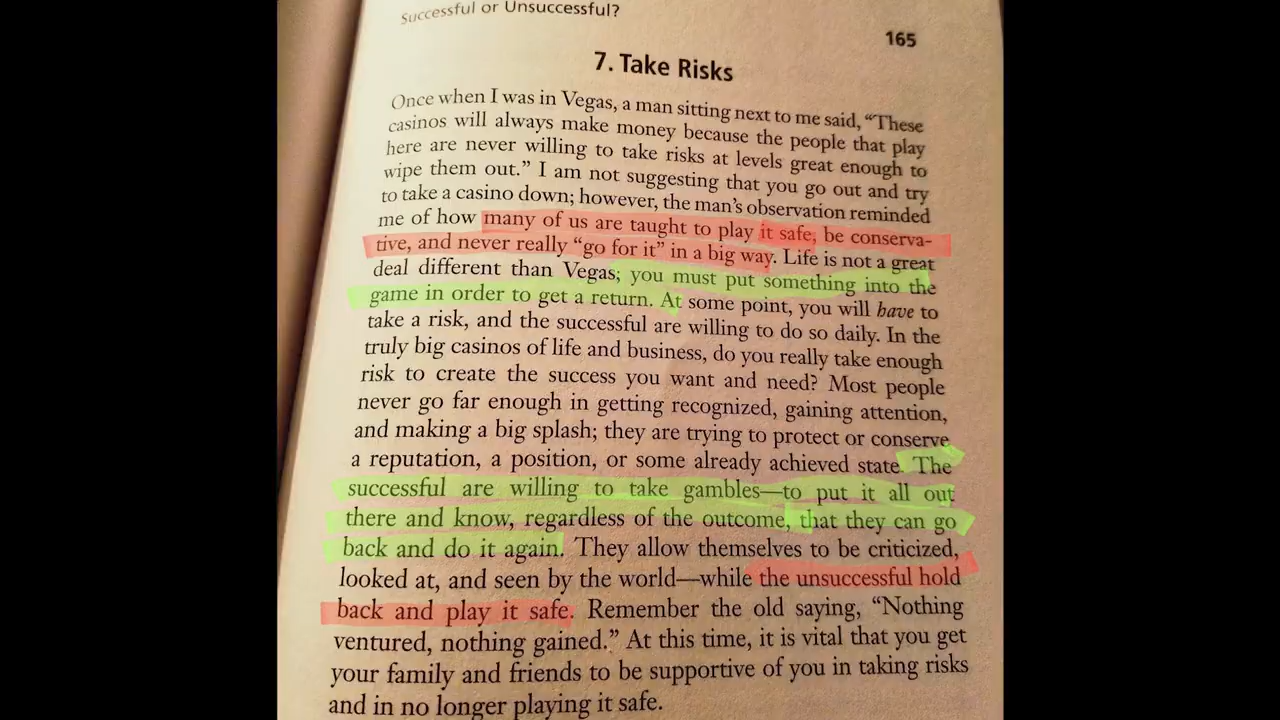 Successful or Unsuccessful?
165
7. Take Risks
Once when I was in Vegas, a man sitting next to me said, “These
casinos will always make money because the people that play
here are never willing to take risks at levels great enough to
wipe them out.” I am not suggesting that you go out and try
to take a casino down; however, the man’s observation reminded
me of how many of us are taught to play it safe, be conserva-
tive, and never really “go for it” in a big way. Life is not a great
deal different than Vegas; you must put something into the
game in order to get a return. At some point, you will have to
take a risk, and the successful are willing to do so daily. In the
truly big casinos of life and business, do you really take enough
risk to create the success you want and need? Most people
never go far enough in getting recognized, gaining attention,
and making a big splash; they are trying to protect or conserve
a reputation, a position, or some already achieved state. The
successful are willing to take gambles—to put it all out
there and know, regardless of the outcome, that they can go
back and do it again. They allow themselves to be criticized,
looked at, and seen by the world—while the unsuccessful hold
back and play it safe. Remember the old saying, “Nothing
ventured, nothing gained.” At this time, it is vital that you get
your family and friends to be supportive of you in taking risks
and in no longer playing it safe.